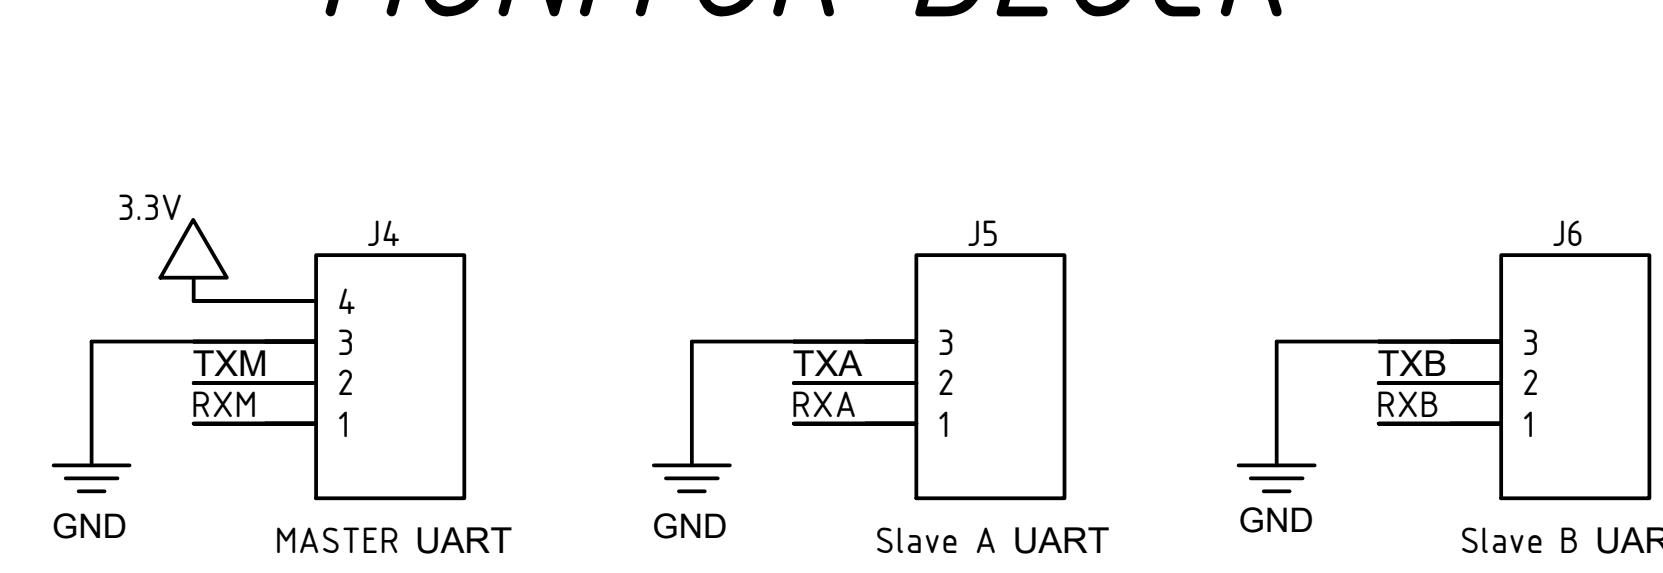 3.3V
J4
4
3
TXM
2
RXM
1
GND
MASTER UART
J5
3
TXA
2
RXA
1
GND
Slave A UART
J6
3
TXB
2
RXB
1
GND
Slave B